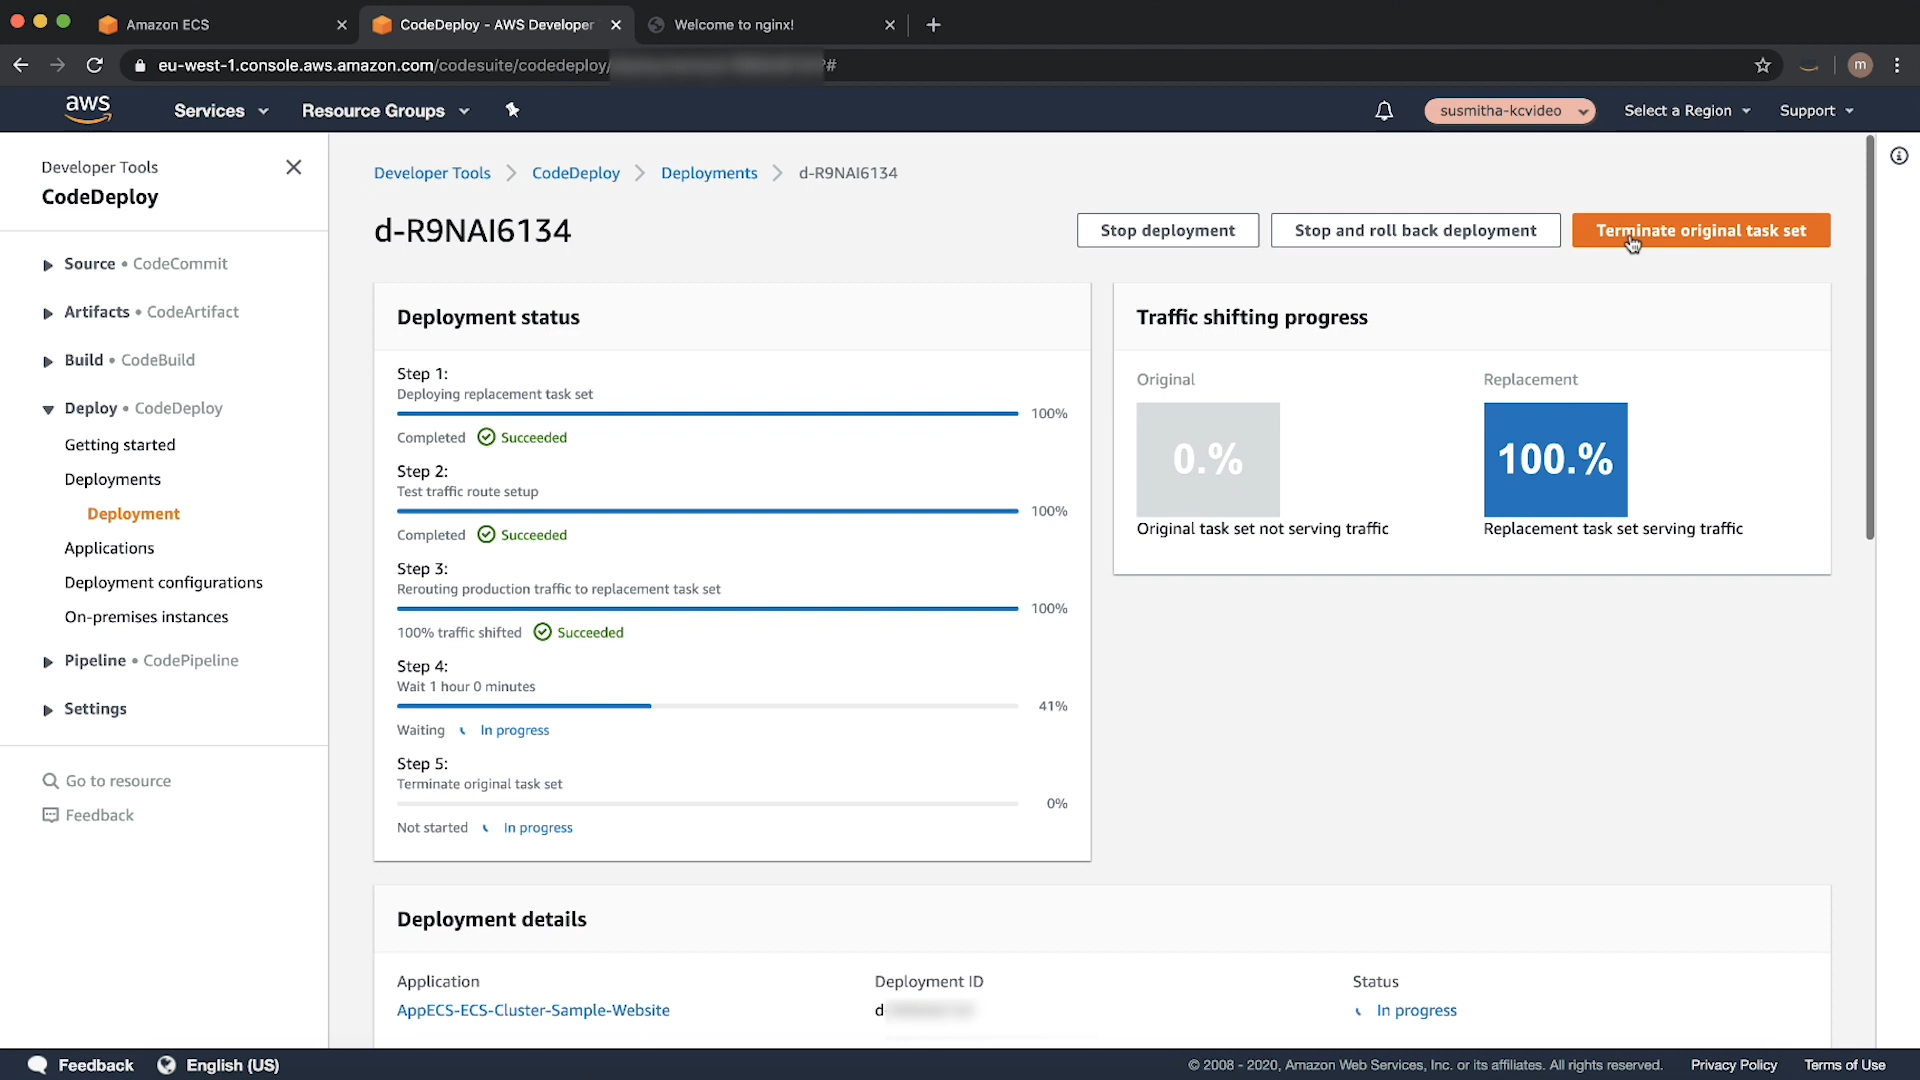 Amazon ECS
CodeDeploy - AWS Developer
Welcome to nginx!
eu-west-1.console.aws.amazon.com/codesuite/codedeploy/
#
m
aws
Services
Resource Groups
susmitha-kcvideo
Select a Region
Support
Developer Tools
CodeDeploy
Source • CodeCommit
Artifacts • CodeArtifact
Build • CodeBuild
Deploy • CodeDeploy
Getting started
Deployments
Deployment
Applications
Deployment configurations
On-premises instances
Pipeline • CodePipeline
Settings
Go to resource
Feedback
Developer Tools > CodeDeploy > Deployments > d-R9NAI6134
d-R9NAI6134
Stop deployment
Stop and roll back deployment
Terminate original task set
Deployment status
Step 1:
Deploying replacement task set
100%
Completed Succeeded
Step 2:
Test traffic route setup
100%
Completed Succeeded
Step 3:
Rerouting production traffic to replacement task set
100%
100% traffic shifted Succeeded
Step 4:
Wait 1 hour 0 minutes
41%
Waiting In progress
Step 5:
Terminate original task set
0%
Not started In progress
Traffic shifting progress
Original
0.%
Original task set not serving traffic
Replacement
100.%
Replacement task set serving traffic
Deployment details
Application
AppECS-ECS-Cluster-Sample-Website
Deployment ID
d
Status
In progress
Feedback
English (US)
© 2008 - 2020, Amazon Web Services, Inc. or its affiliates. All rights reserved.
Privacy Policy
Terms of Use